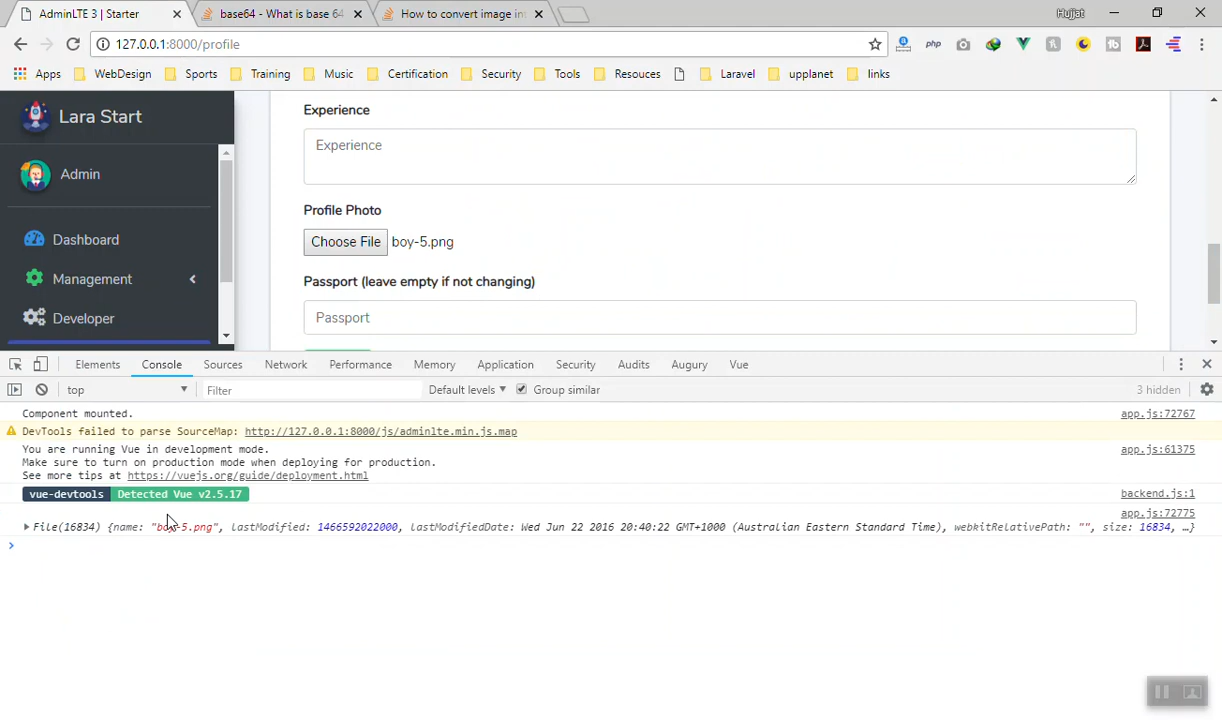 AdminLTE 3 | Starter
base64 - What is base 64
How to convert image in
Hujjat
127.0.0.1:8000/profile
php
Apps WebDesign Sports Training Music Certification Security Tools Resouces Laravel upplanet links
Lara Start
Admin
Dashboard
Management
Developer
Experience
Experience
Profile Photo
Choose File boy-5.png
Passport (leave empty if not changing)
Passport
Elements Console Sources Network Performance Memory Application Security Audits Augury Vue
top Filter Default levels Group similar 3 hidden
Component mounted. app.js:72767
DevTools failed to parse SourceMap: http://127.0.0.1:8000/js/adminlte.min.js.map
You are running Vue in development mode. app.js:61375
Make sure to turn on production mode when deploying for production.
See more tips at https://vuejs.org/guide/deployment.html
vue-devtools Detected Vue v2.5.17 backend.js:1
app.js:72775
File(16834) {name: "boy-5.png", lastModified: 1466592022000, lastModifiedDate: Wed Jun 22 2016 20:40:22 GMT+1000 (Australian Eastern Standard Time), webkitRelativePath: "", size: 16834, …}